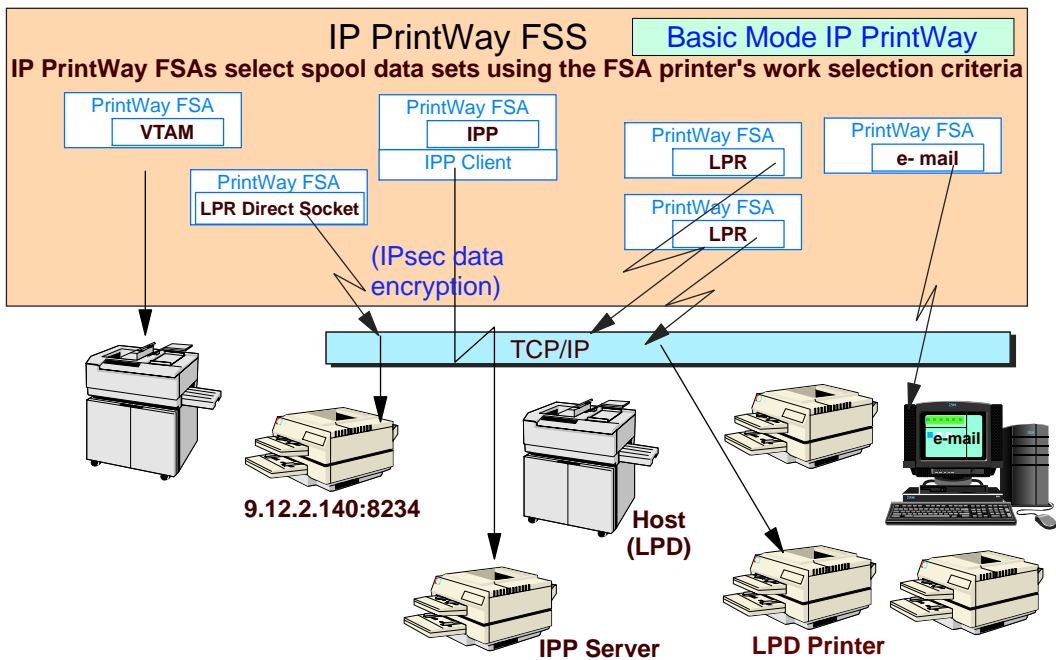 IP PrintWay FSS
Basic Mode IP PrintWay
IP PrintWay FSAs select spool data sets using the FSA printer's work selection criteria
PrintWay FSA
VTAM
PrintWay FSA
LPR Direct Socket
PrintWay FSA
IPP
IPP Client
PrintWay FSA
LPR
PrintWay FSA
LPR
PrintWay FSA
e- mail
(IPsec data
encryption)
TCP/IP
9.12.2.140:8234
Host
(LPD)
e-mail
IPP Server
LPD Printer